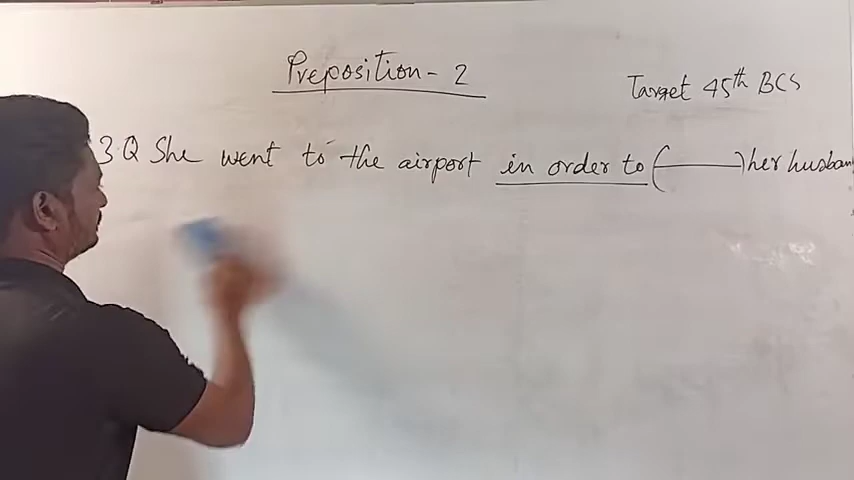 Preposition - 2
Target 45th BCS
3.Q She went to the airport in order to (———) her husban